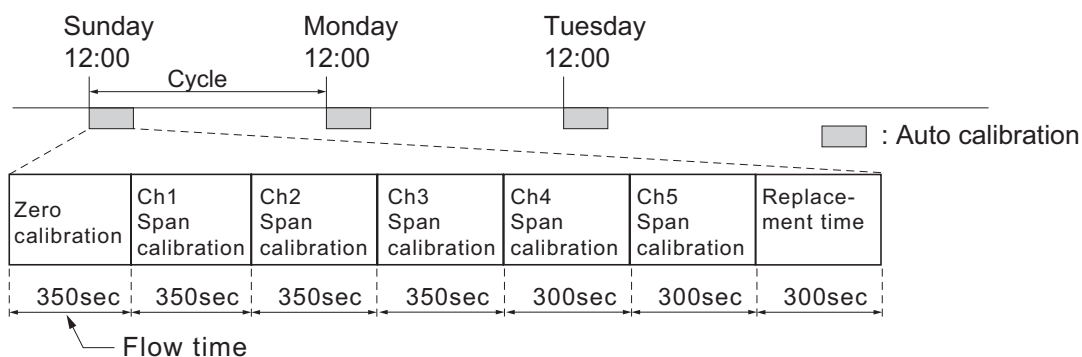 Sunday
12:00
Monday
12:00
Tuesday
12:00
Cycle
: Auto calibration
Zero
calibration
Ch1
Span
calibration
Ch2
Span
calibration
Ch3
Span
calibration
Ch4
Span
calibration
Ch5
Span
calibration
Replace-
ment time
350sec
350sec
350sec
350sec
300sec
300sec
300sec
Flow time